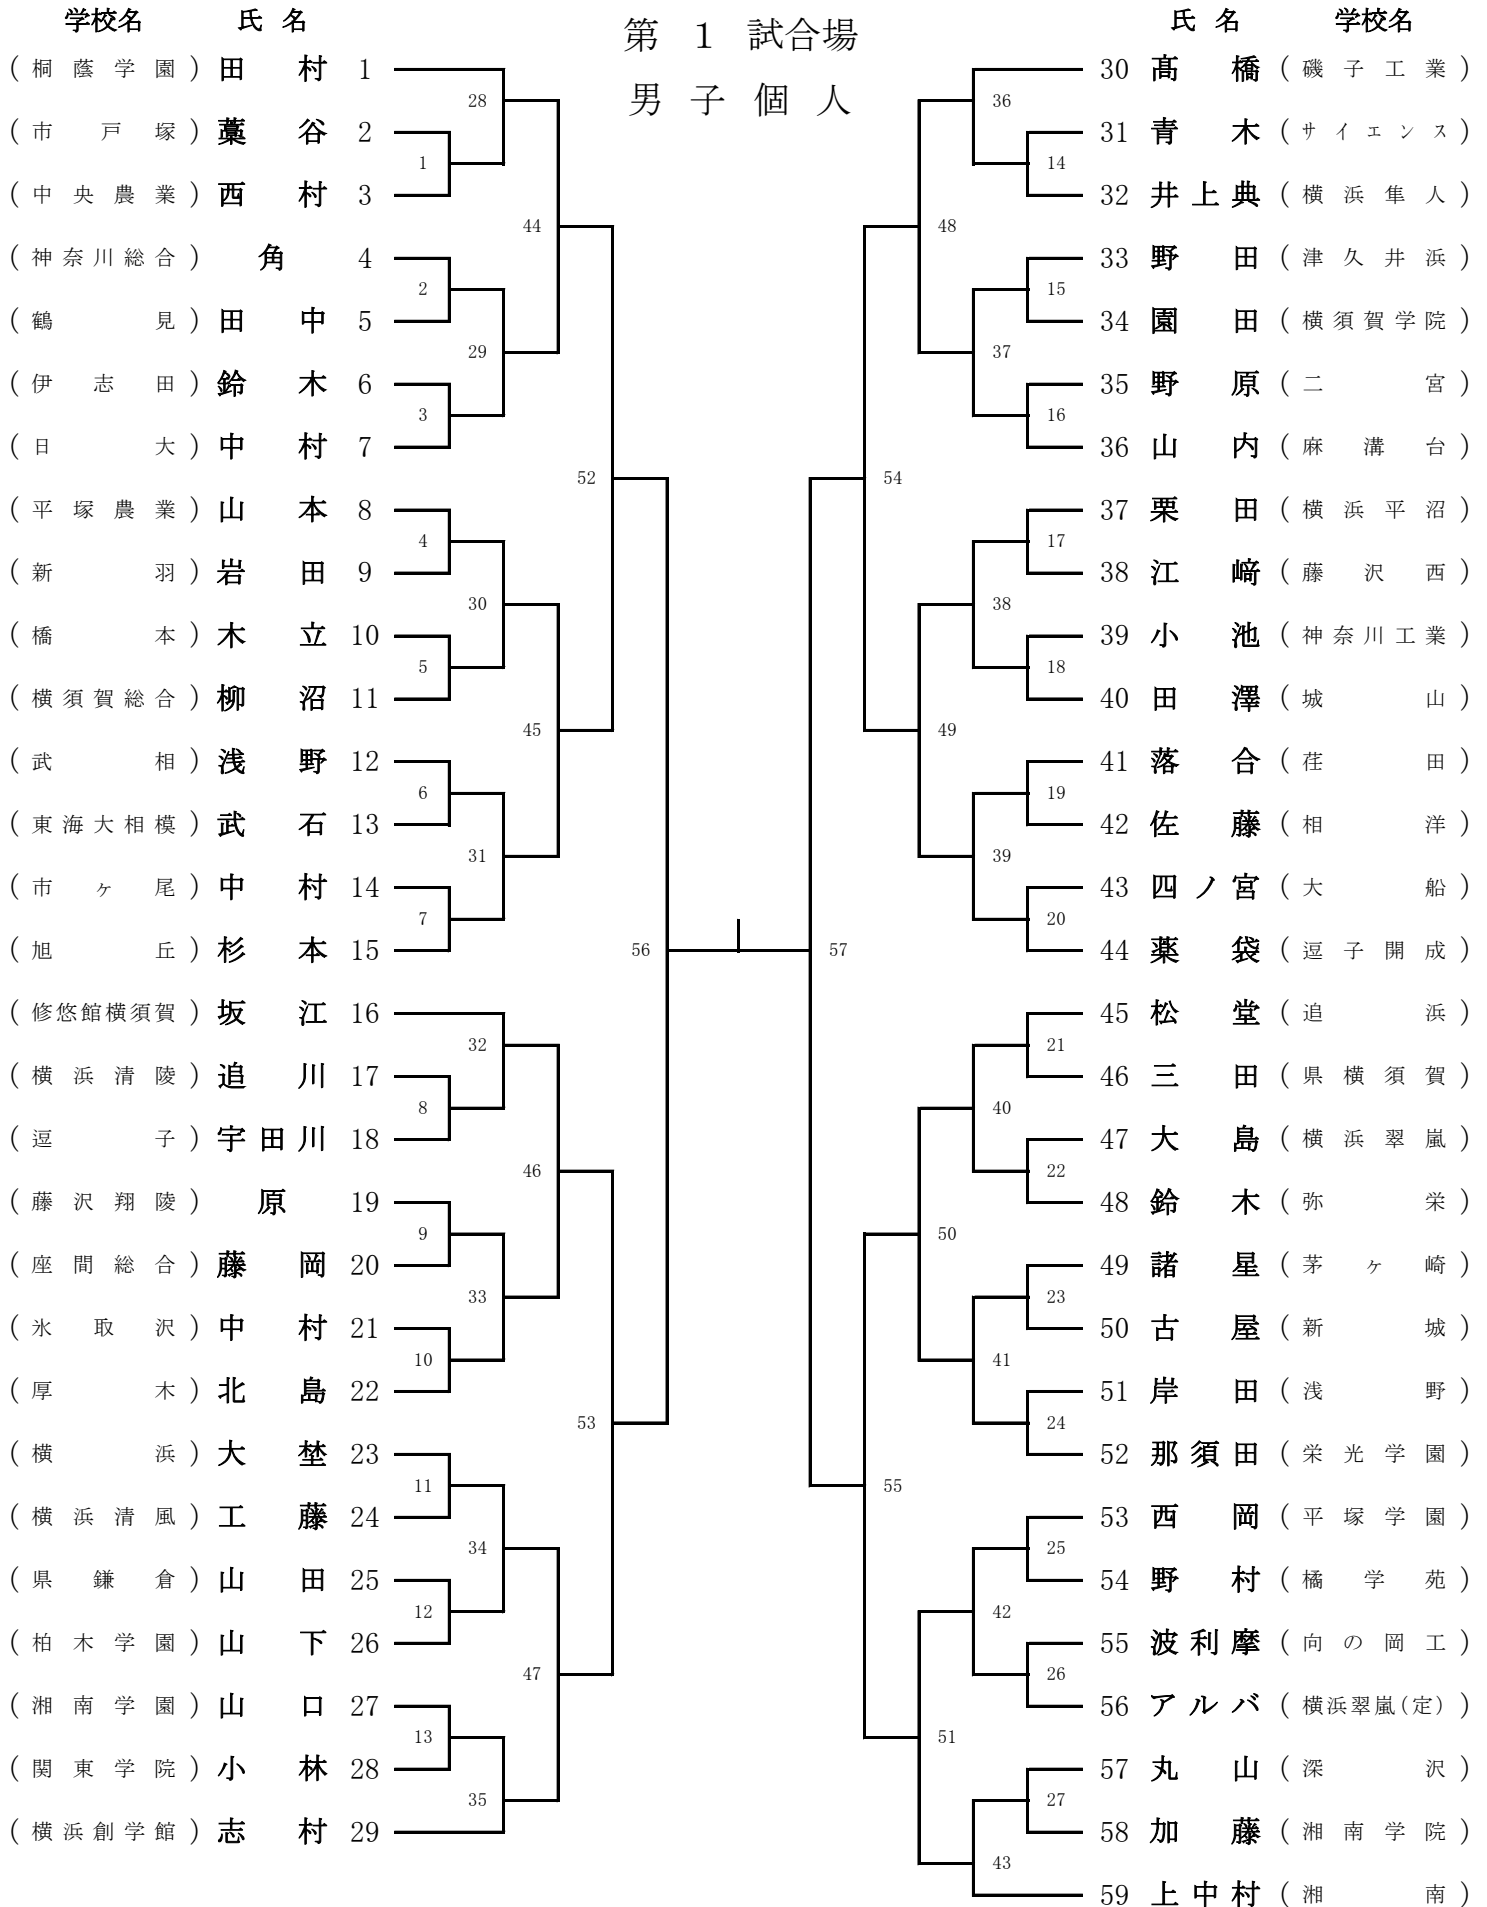 第 1 試合場
男子個人
学校名 氏名
(桐蔭学園) 田村 1
28
(市戸塚) 藁谷 2
1
(中央農業) 西村 3
44
(神奈川総合) 角 4
2
(鶴見) 田中 5
29
(伊志田) 鈴木 6
3
(日大) 中村 7
52
(平塚農業) 山本 8
4
(新羽) 岩田 9
30
(橋本) 木立 10
5
(横須賀総合) 柳沼 11
45
(武相) 浅野 12
6
(東海大相模) 武石 13
31
(市ヶ尾) 中村 14
7
(旭丘) 杉本 15
56
(修悠館横須賀) 坂江 16
32
(横浜清陵) 追川 17
8
(逗子) 宇田川 18
46
(藤沢翔陵) 原 19
9
(座間総合) 藤岡 20
33
(氷取沢) 中村 21
10
(厚木) 北島 22
53
(横浜) 大埜 23
11
(横浜清風) 工藤 24
34
(県鎌倉) 山田 25
12
(柏木学園) 山下 26
47
(湘南学園) 山口 27
13
(関東学院) 小林 28
35
(横浜創学館) 志村 29
氏名 学校名
30 髙橋 (磯子工業)
36
31 青木 (サイエンス)
14
32 井上典 (横浜隼人)
48
33 野田 (津久井浜)
15
34 園田 (横須賀学院)
37
35 野原 (二宮)
16
36 山内 (麻溝台)
54
37 栗田 (横浜平沼)
17
38 江﨑 (藤沢西)
38
39 小池 (神奈川工業)
18
40 田澤 (城山)
49
41 落合 (荏田)
19
42 佐藤 (相洋)
39
43 四ノ宮 (大船)
20
44 薬袋 (逗子開成)
57
45 松堂 (追浜)
21
46 三田 (県横須賀)
40
47 大島 (横浜翠嵐)
22
48 鈴木 (弥栄)
50
49 諸星 (茅ヶ崎)
23
50 古屋 (新城)
41
51 岸田 (浅野)
24
52 那須田 (栄光学園)
55
53 西岡 (平塚学園)
25
54 野村 (橘学苑)
42
55 波利摩 (向の岡工)
26
56 アルバ (横浜翠嵐(定))
51
57 丸山 (深沢)
27
58 加藤 (湘南学院)
43
59 上中村 (湘南)